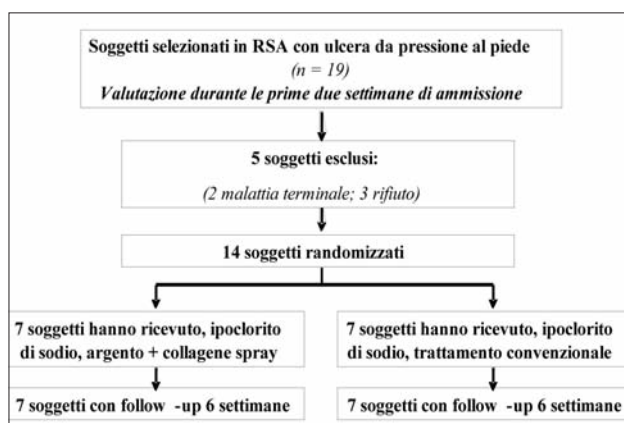 Soggetti selezionati in RSA con ulcera da pressione al piede
(n = 19)
Valutazione durante le prime due settimane di ammissione
5 soggetti esclusi:
(2 malattia terminale; 3 rifiuto)
14 soggetti randomizzati
7 soggetti hanno ricevuto, ipoclorito
di sodio, argento + collagene spray
7 soggetti hanno ricevuto, ipoclorito
di sodio, trattamento convenzionale
7 soggetti con follow -up 6 settimane
7 soggetti con follow -up 6 settimane